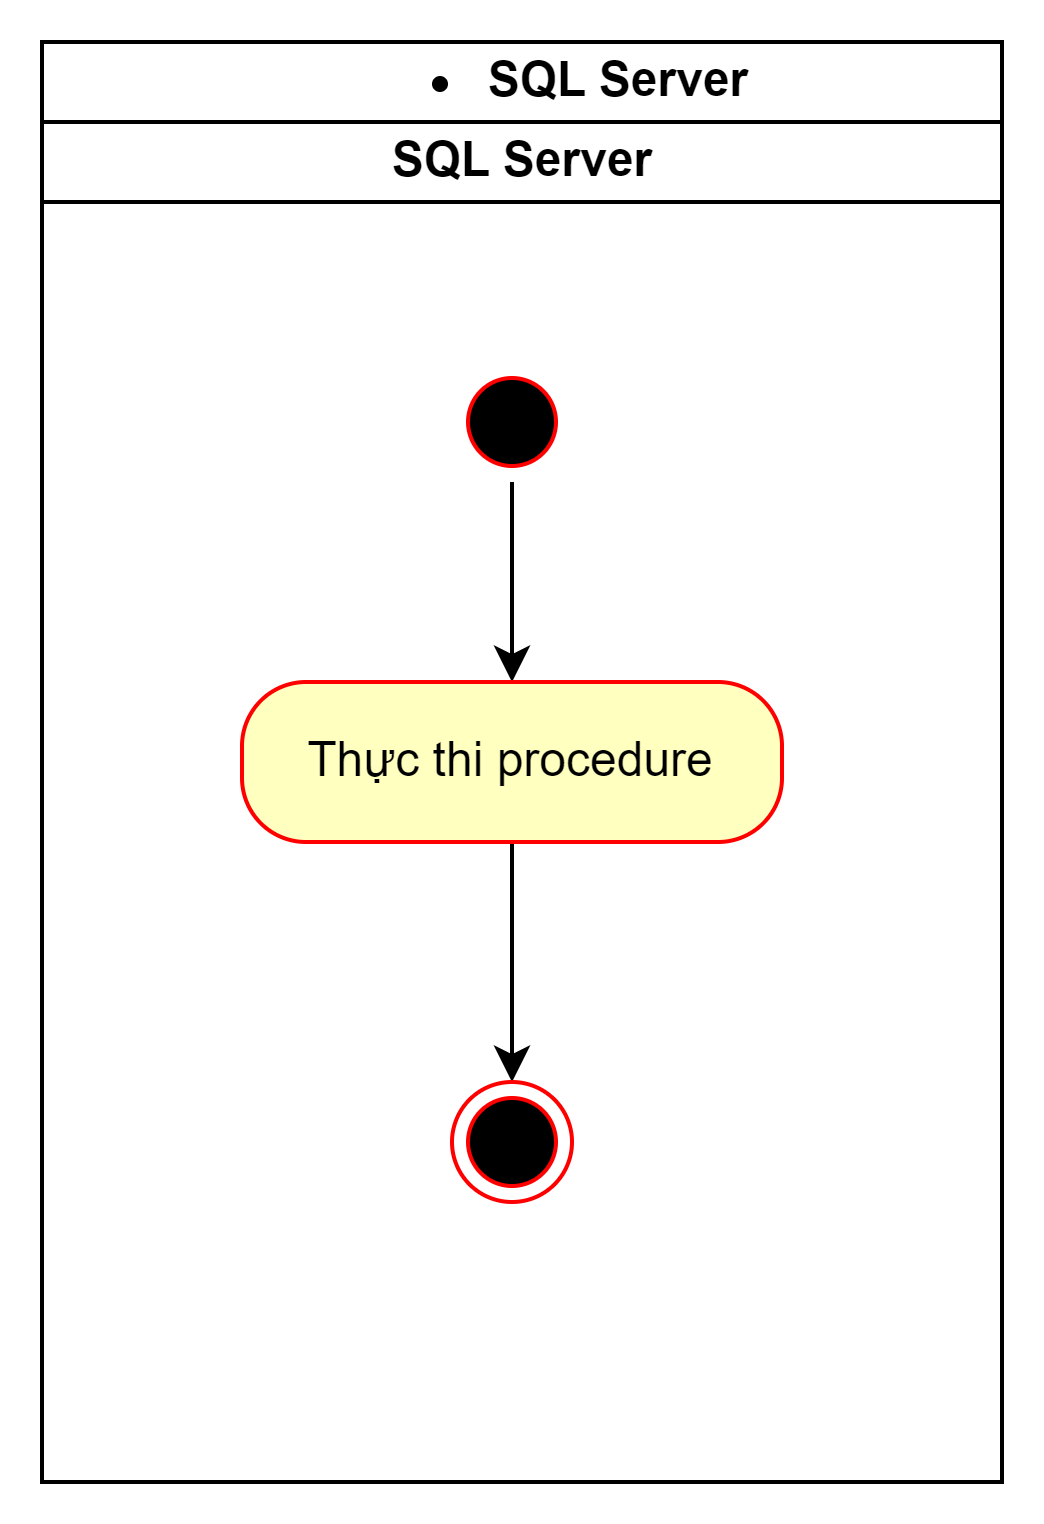 • SQL Server
SQL Server
Thực thi procedure